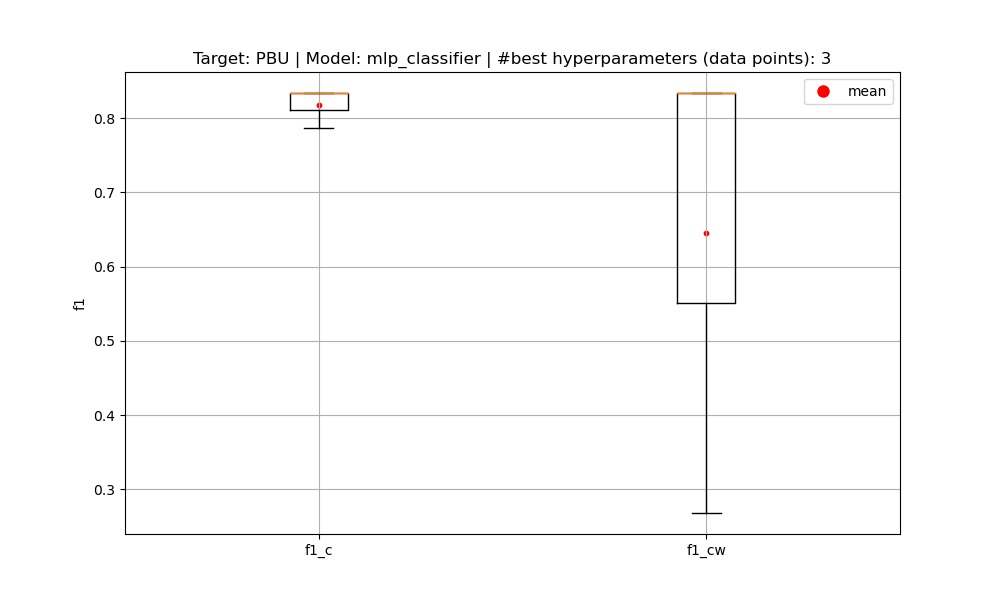 Target: PBU | Model: mlp_classifier | #best hyperparameters (data points): 3
mean
0.8
0.7
0.6
0.5
0.4
0.3
f1
f1_c
f1_cw